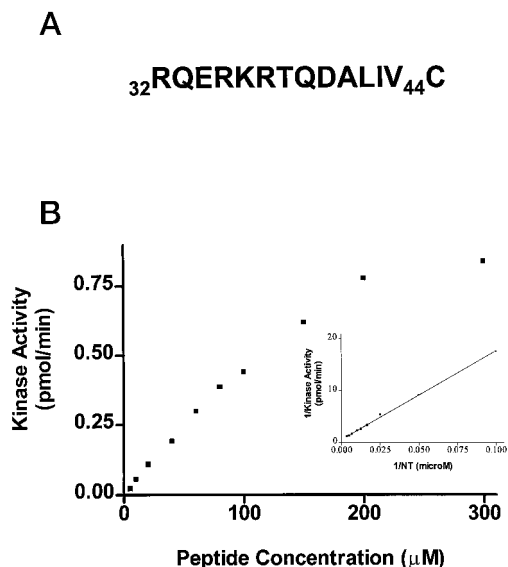 A
32RQERKRTQDALIV44C
B
Kinase Activity
(pmol/min)
0.75
0.50
0.25
0.00
0
100
200
300
Peptide Concentration (μM)
1/Kinase Activity
(pmol/min)
20
10
0
0.000
0.025
0.050
0.075
0.100
1/NT (microM)